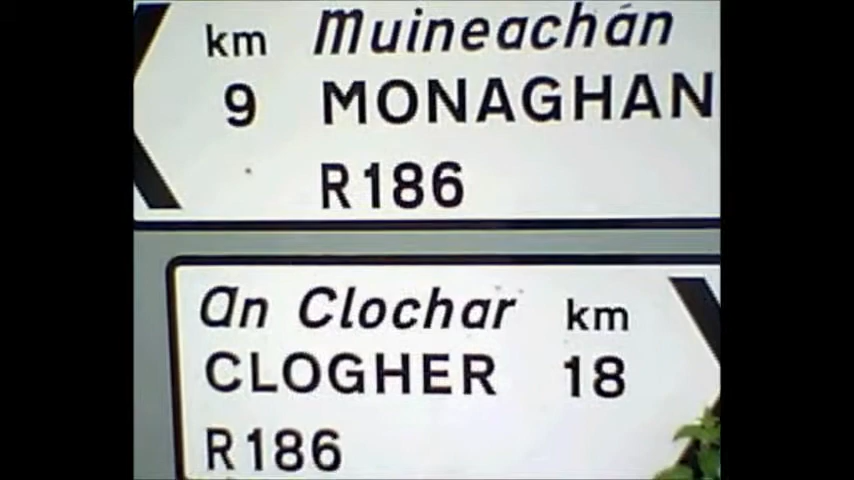 km Muineachán
9 MONAGHAN
R186
An Clochar km
CLOGHER 18
R186